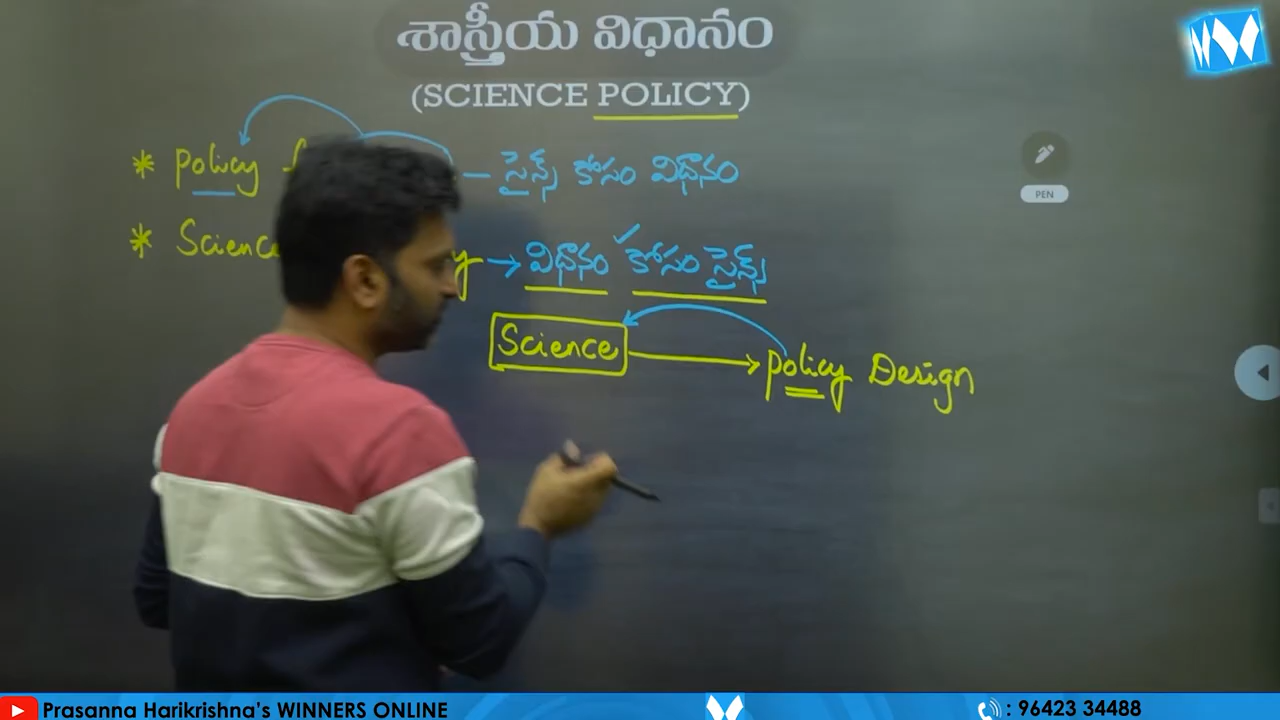 శాస్త్రీయ విధానం
(SCIENCE POLICY)
* policy - సైన్స్ కోసం విధానం
* Science → విధానం కోసం సైన్స్
Science → policy Design
PEN
Prasanna Harikrishna's WINNERS ONLINE : 96423 34488